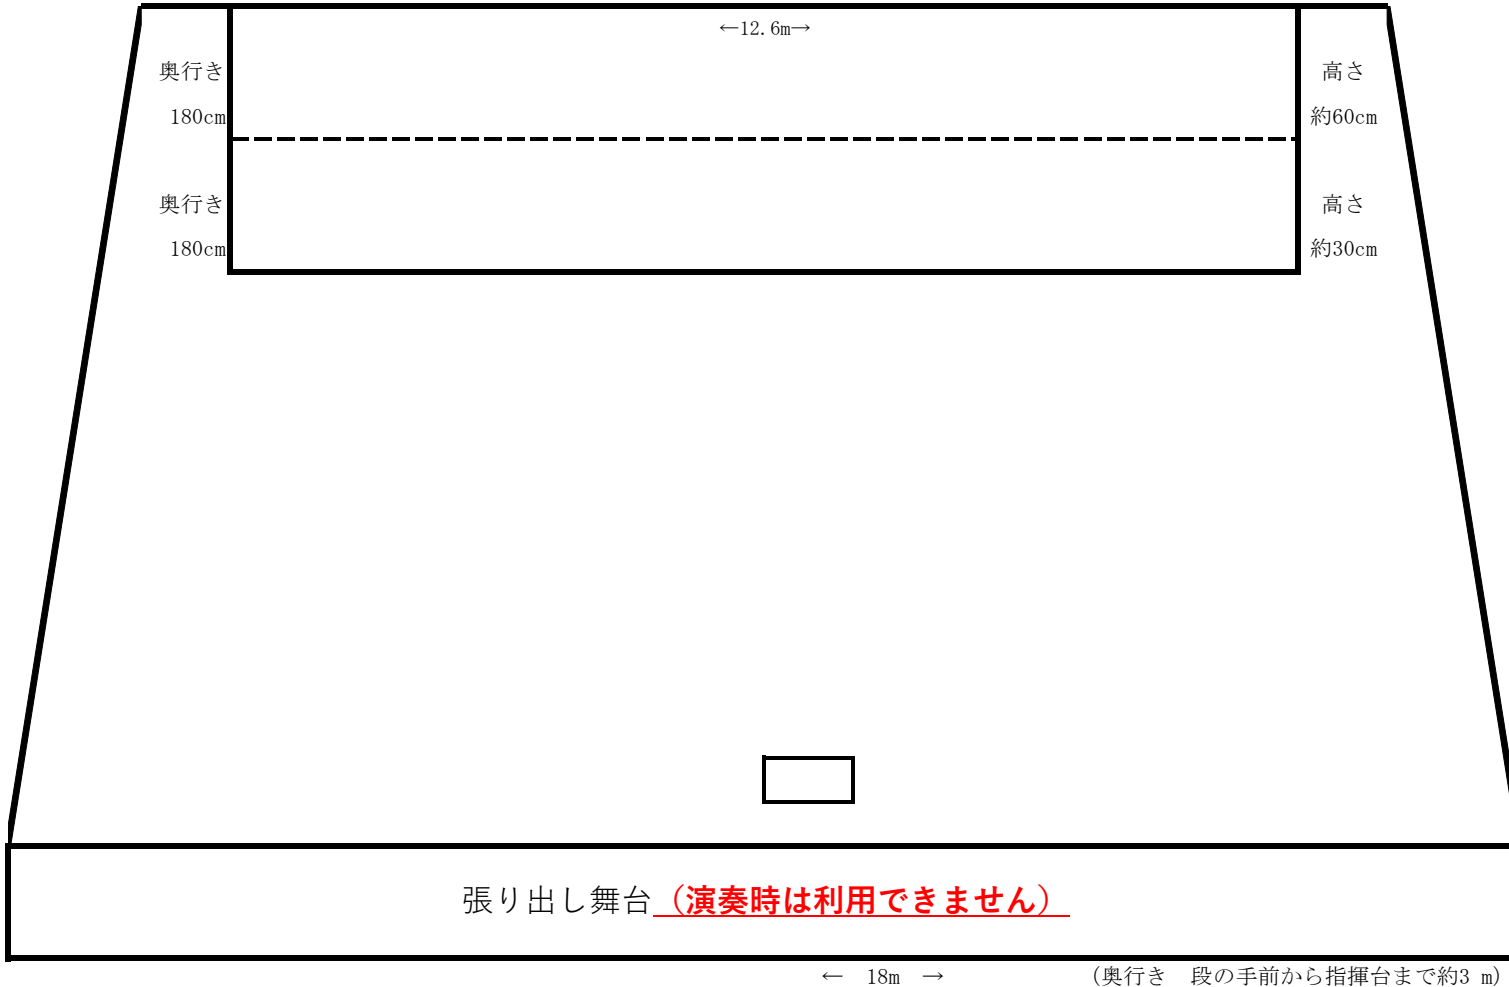 ←12.6m→
奥行き
180cm
高さ
約60cm
奥行き
180cm
高さ
約30cm
張り出し舞台（演奏時は利用できません）
← 18m →
(奥行き　段の手前から指揮台まで約3 m)